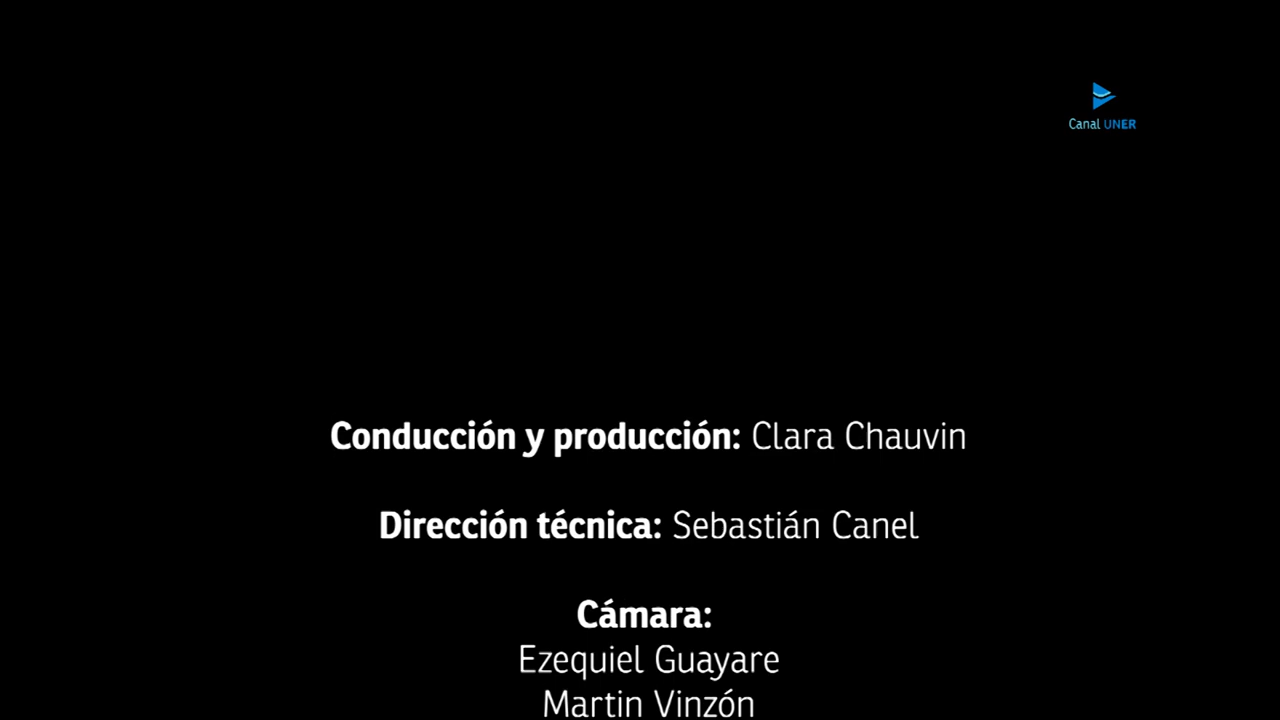 Canal UNER
Conducción y producción: Clara Chauvin
Dirección técnica: Sebastián Canel
Cámara:
Ezequiel Guayare
Martin Vinzón